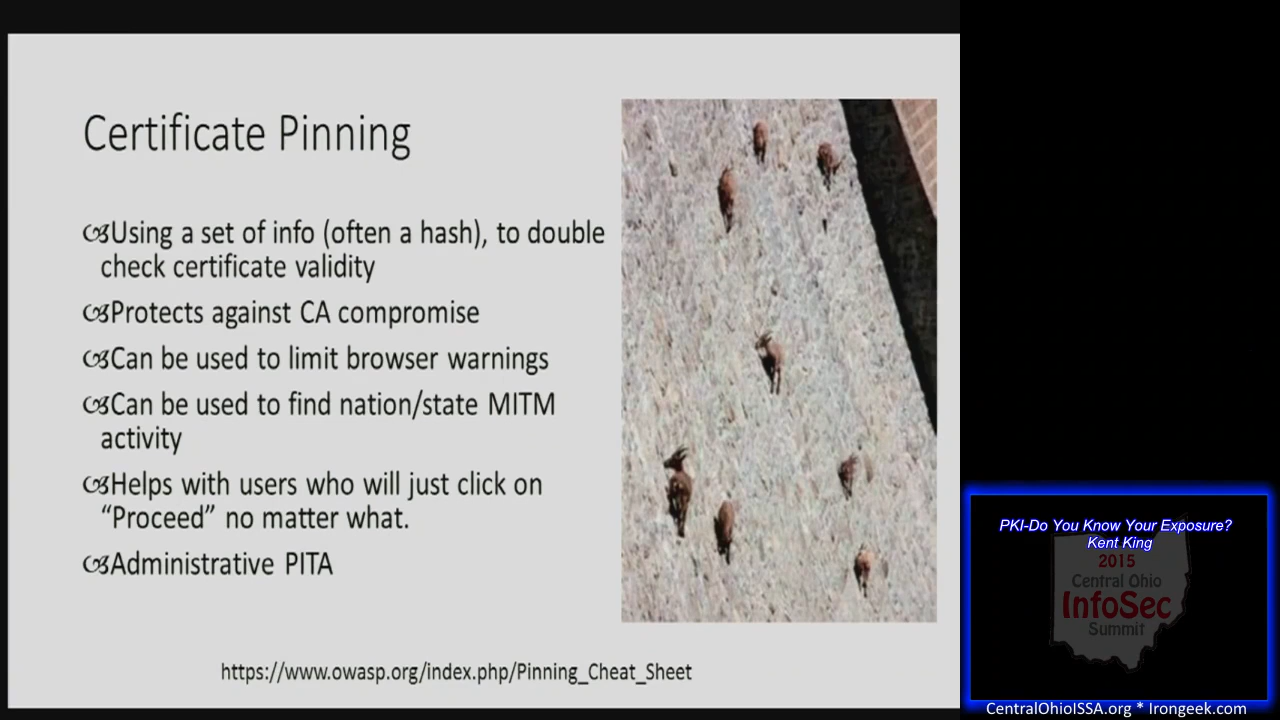 Certificate Pinning
Using a set of info (often a hash), to double
check certificate validity
Protects against CA compromise
Can be used to limit browser warnings
Can be used to find nation/state MITM
activity
Helps with users who will just click on
“Proceed” no matter what.
Administrative PITA
https://www.owasp.org/index.php/Pinning_Cheat_Sheet
PKI-Do You Know Your Exposure?
Kent King
2015
Central Ohio
InfoSec
Summit
CentralOhioISSA.org * Irongeek.com